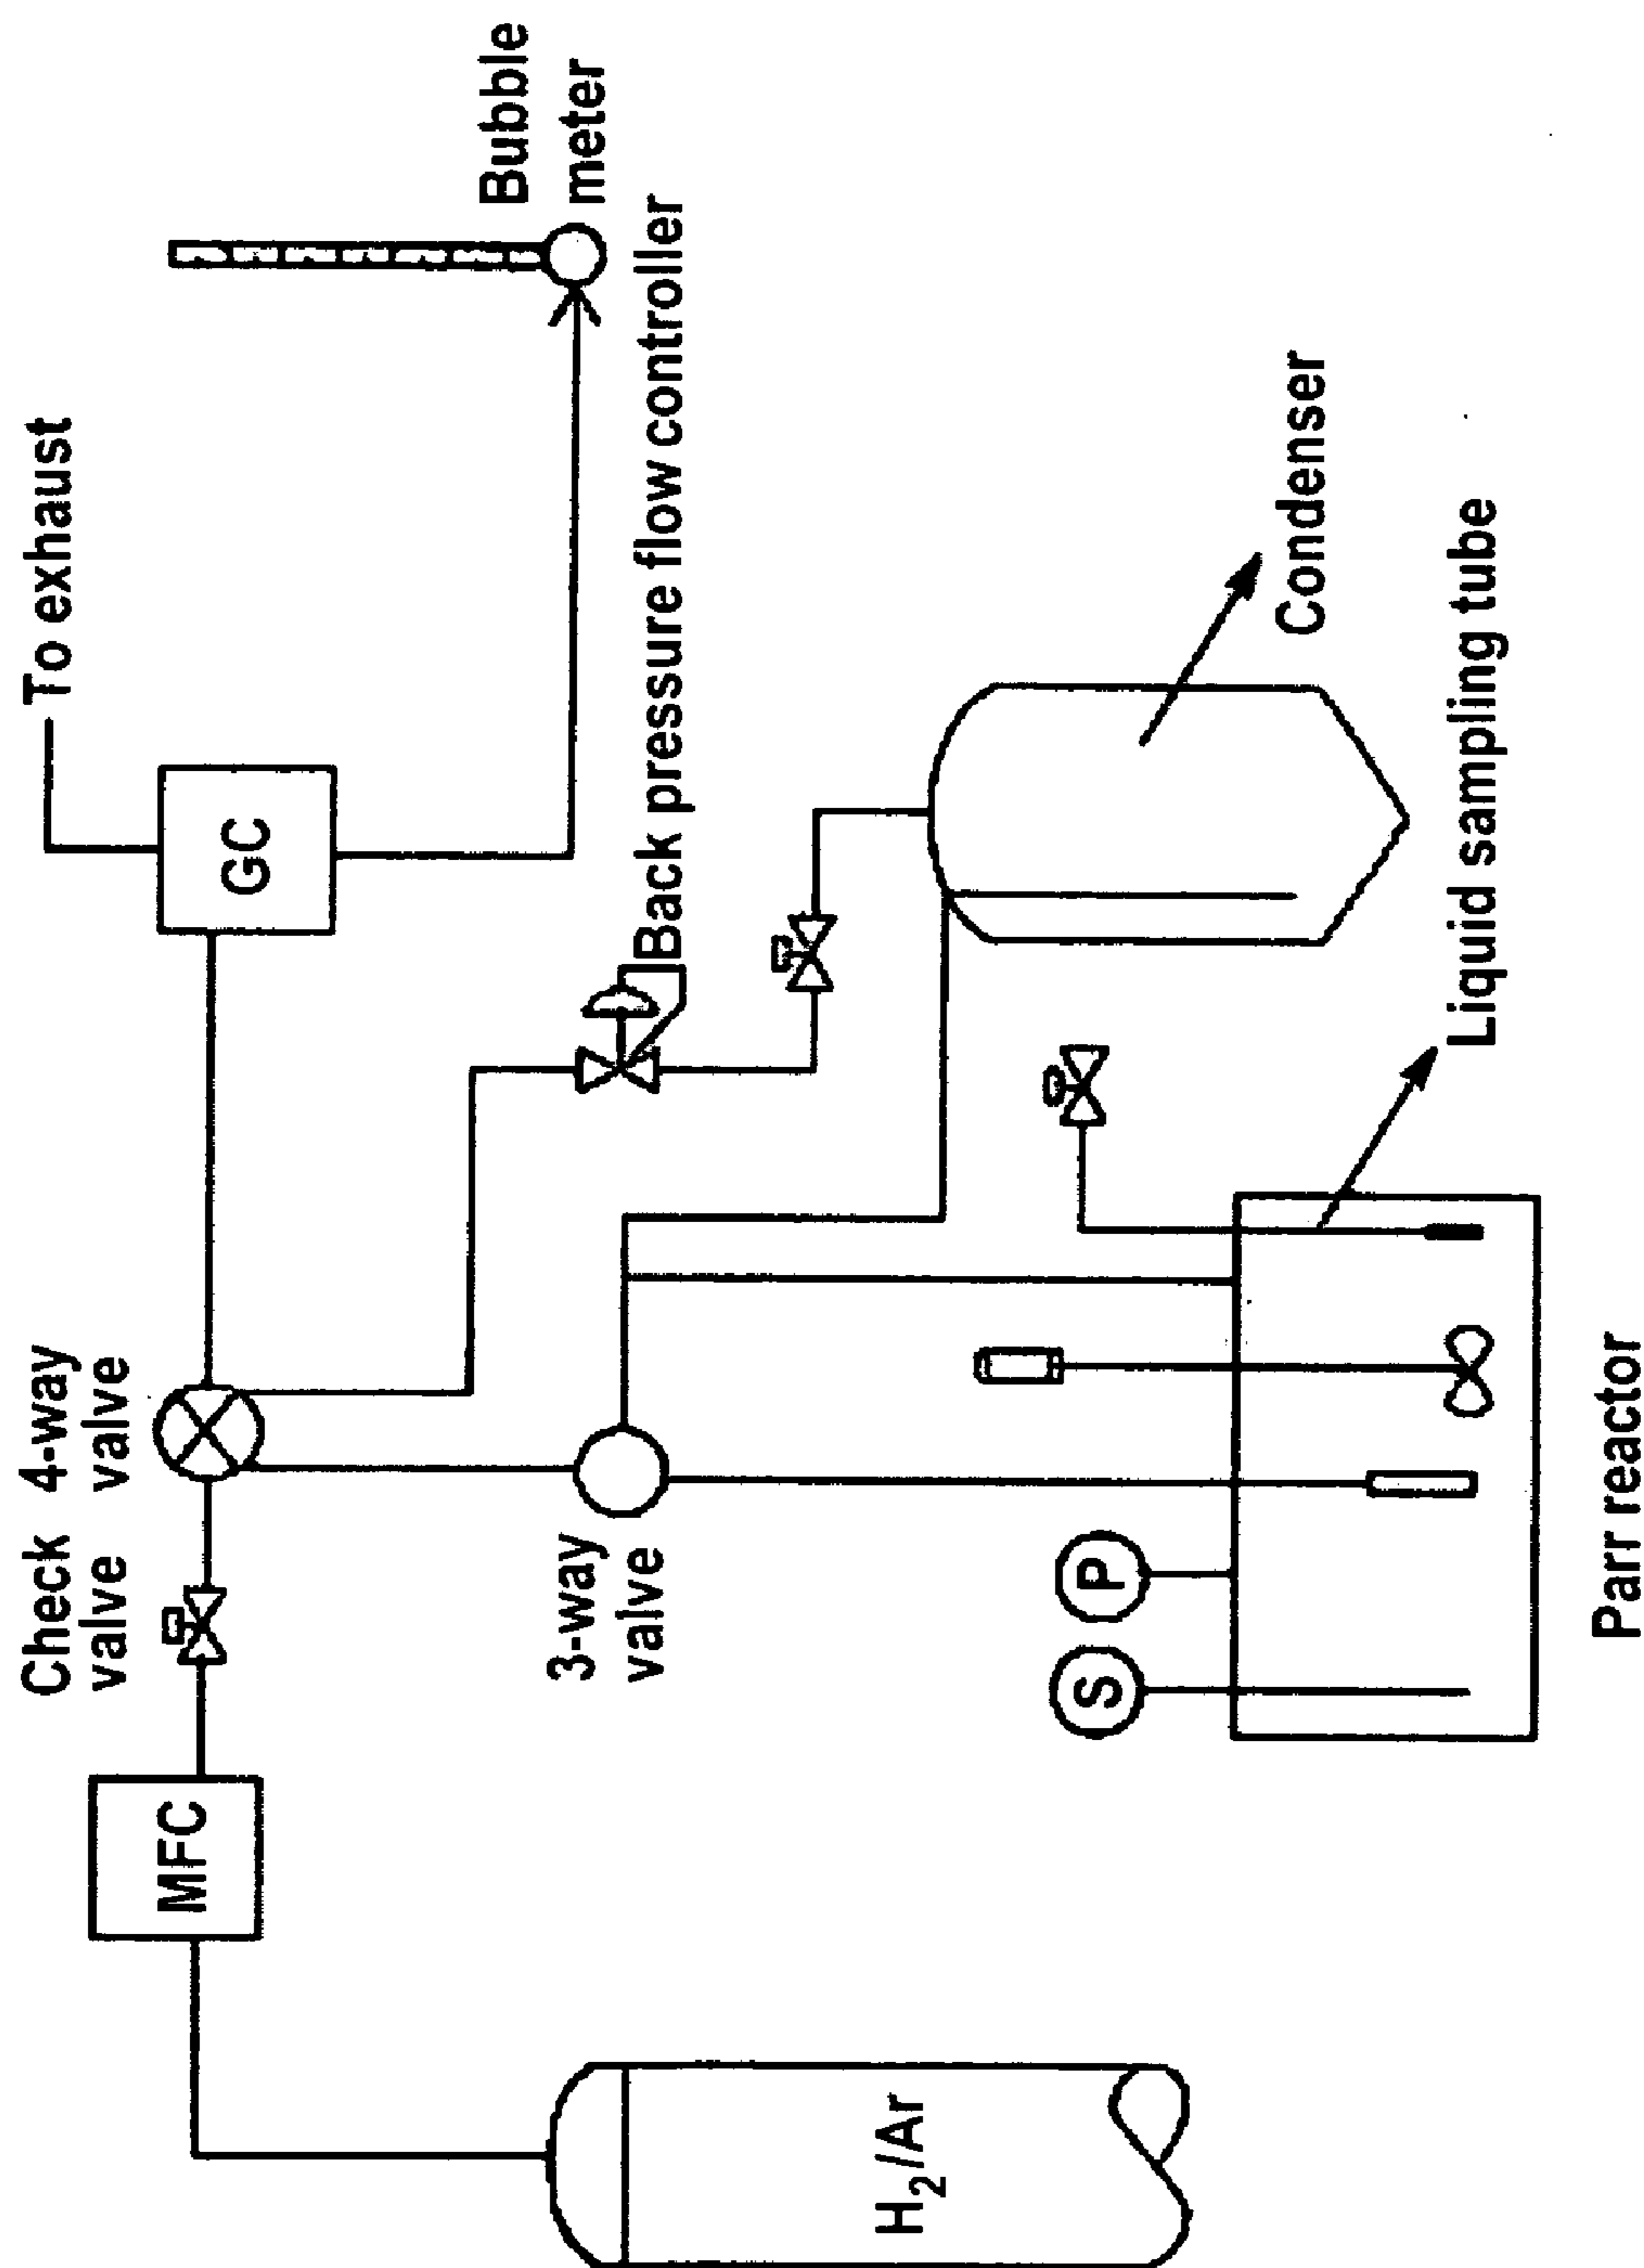 To exhaust
Bubble
meter
GC
Back pressure flow controller
Check
valve
4-way
valve
MFC
3-way
valve
Condenser
Liquid sampling tube
H₂/Ar
S
P
Parr reactor